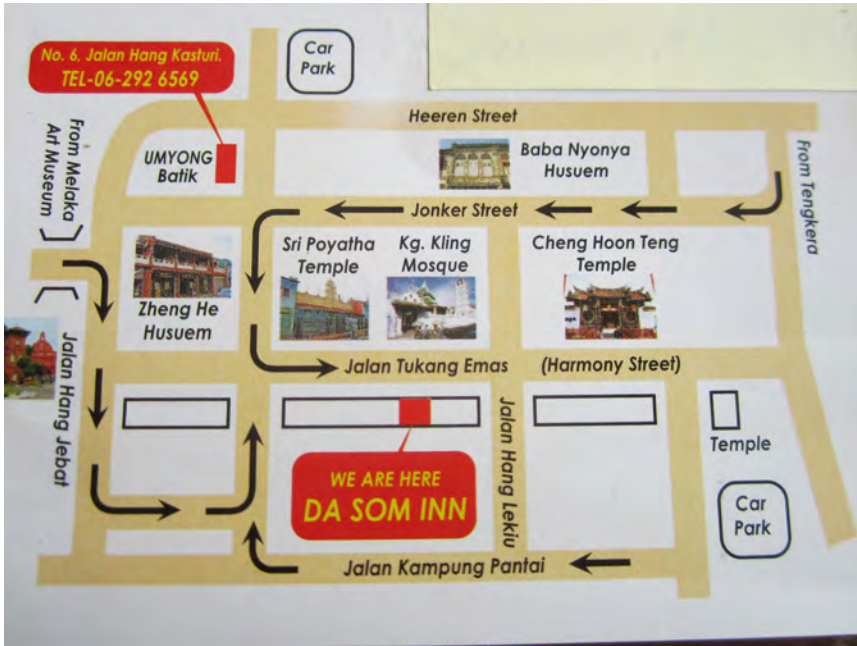 No. 6, Jalan Hang Kasturi.
TEL-06-292 6569
Car
Park
Heeren Street
From Melaka
Art Museum
UMYONG
Batik
Baba Nyonya
Husuem
From Tengkera
Jonker Street
Zheng He
Husuem
Sri Poyatha
Temple
Kg. Kling
Mosque
Cheng Hoon Teng
Temple
Jalan Tukang Emas
(Harmony Street)
Jalan Hang Jebat
WE ARE HERE
DA SOM INN
Jalan Hang Lekiu
Temple
Car
Park
Jalan Kampung Pantai